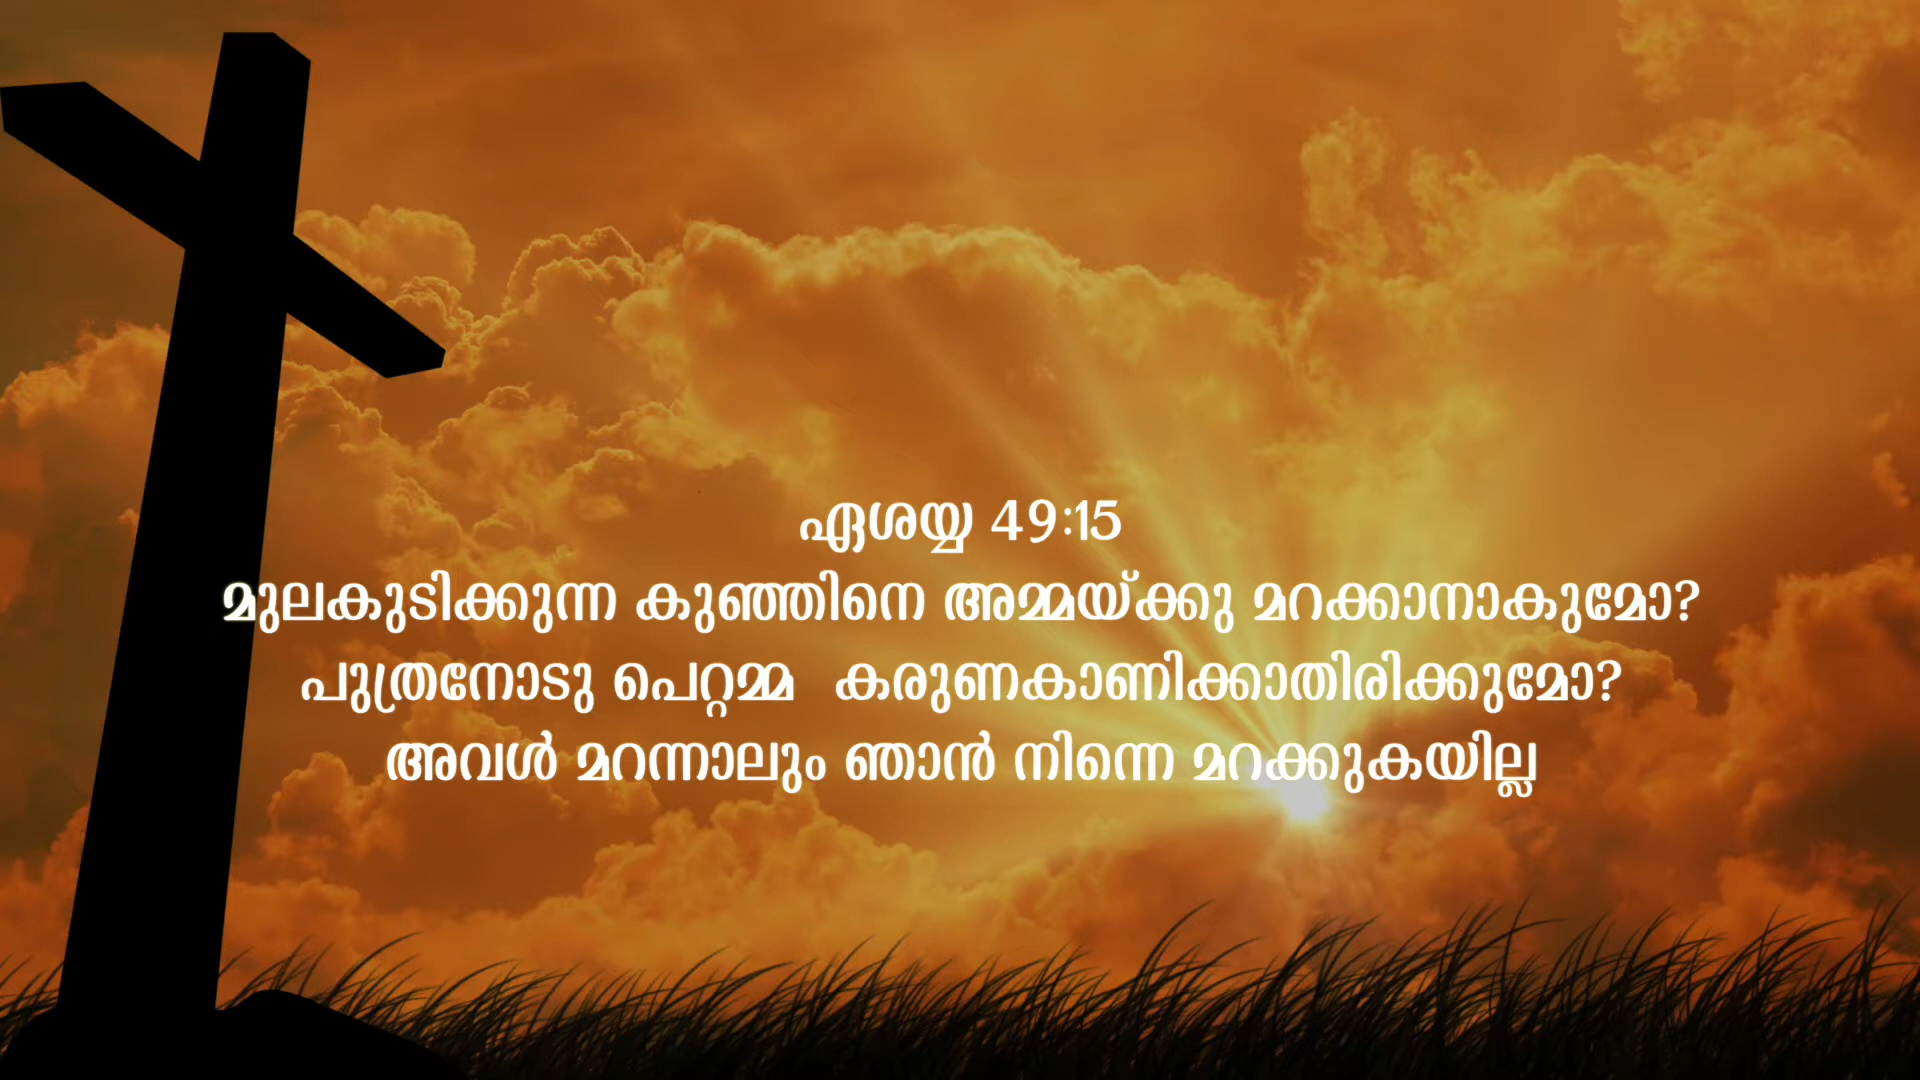 ഏശയ്യ 49:15
മുലകുടിക്കുന്ന കുഞ്ഞിനെ അമ്മയ്ക്കു മറക്കാനാകുമോ?
പുത്രനോടു പെറ്റമ്മ കരുണകാണിക്കാതിരിക്കുമോ?
അവൾ മറന്നാലും ഞാൻ നിന്നെ മറക്കുകയില്ല